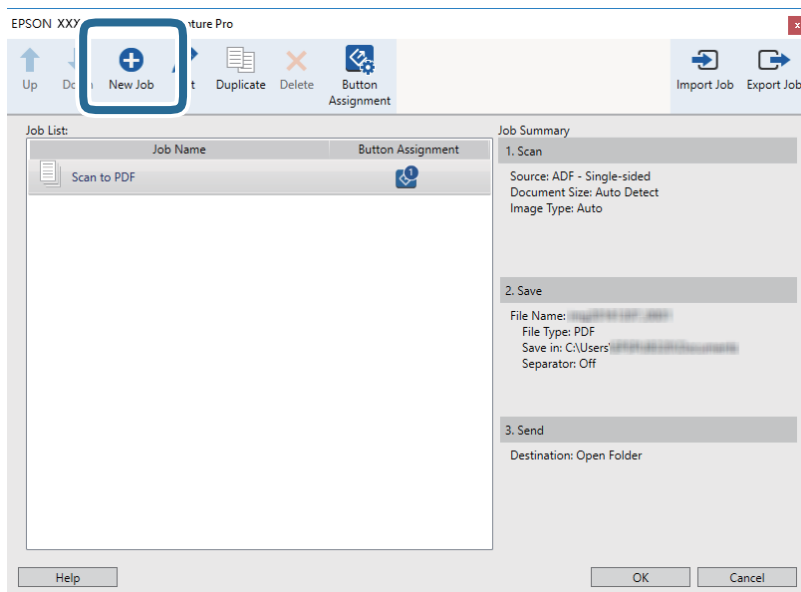 EPSON XXX ture Pro
Up
New Job
Duplicate
Delete
Button
Assignment
Import Job
Export Job
Job List:
Job Name
Button Assignment
Scan to PDF
1
Job Summary
1. Scan
Source: ADF - Single-sided
Document Size: Auto Detect
Image Type: Auto
2. Save
File Name:
File Type: PDF
Save in: C:\Users\
Separator: Off
3. Send
Destination: Open Folder
Help
OK
Cancel